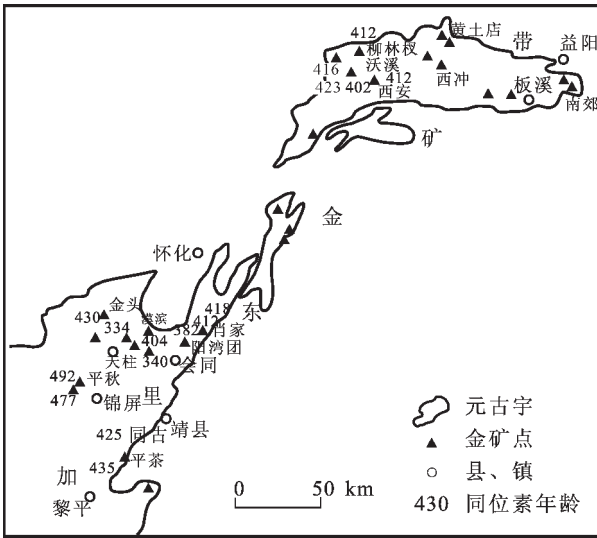 412
黄土店
带
益阳
柳林杈
416
沃溪
412
423
402
西安
西冲
板溪
南郊
矿
金
怀化
东
418
412
金头
430
334
漠滨
382
肖家
404
阳湾团
天柱
340
会同
492
平秋
477
锦屏
里
425
同古
靖县
435
平茶
加
黎平
0
50 km
元古宇
金矿点
县、镇
430
同位素年龄